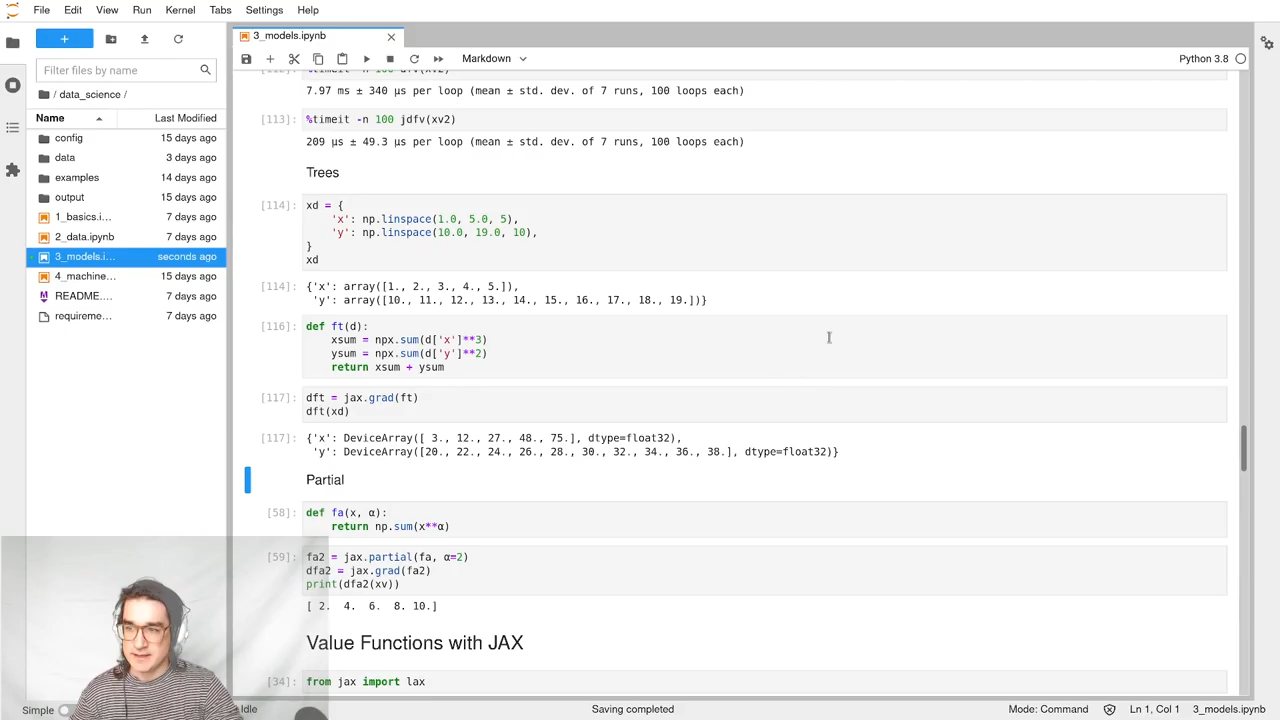 File Edit View Run Kernel Tabs Settings Help
3_models.ipynb
Markdown
Python 3.8
Filter files by name
/ data_science /
Name Last Modified
config 15 days ago
data 3 days ago
examples 14 days ago
output 15 days ago
1_basics.i… 7 days ago
2_data.ipynb 7 days ago
3_models.i… seconds ago
4_machine… 15 days ago
README.… 7 days ago
requireme… 7 days ago
%timeit -n 100 dfv(xv2)
7.97 ms ± 340 µs per loop (mean ± std. dev. of 7 runs, 100 loops each)
[113]: %timeit -n 100 jdfv(xv2)
209 µs ± 49.3 µs per loop (mean ± std. dev. of 7 runs, 100 loops each)
Trees
[114]: xd = {
'x': np.linspace(1.0, 5.0, 5),
'y': np.linspace(10.0, 19.0, 10),
}
xd
[114]: {'x': array([1., 2., 3., 4., 5.]),
'y': array([10., 11., 12., 13., 14., 15., 16., 17., 18., 19.])}
[116]: def ft(d):
xsum = npx.sum(d['x']**3)
ysum = npx.sum(d['y']**2)
return xsum + ysum
[117]: dft = jax.grad(ft)
dft(xd)
[117]: {'x': DeviceArray([ 3., 12., 27., 48., 75.], dtype=float32),
'y': DeviceArray([20., 22., 24., 26., 28., 30., 32., 34., 36., 38.], dtype=float32)}
Partial
[58]: def fa(x, α):
return np.sum(x**α)
[59]: fa2 = jax.partial(fa, α=2)
dfa2 = jax.grad(fa2)
print(dfa2(xv))
[ 2. 4. 6. 8. 10.]
Value Functions with JAX
[34]: from jax import lax
Simple Idle Saving completed Mode: Command Ln 1, Col 1 3_models.ipynb